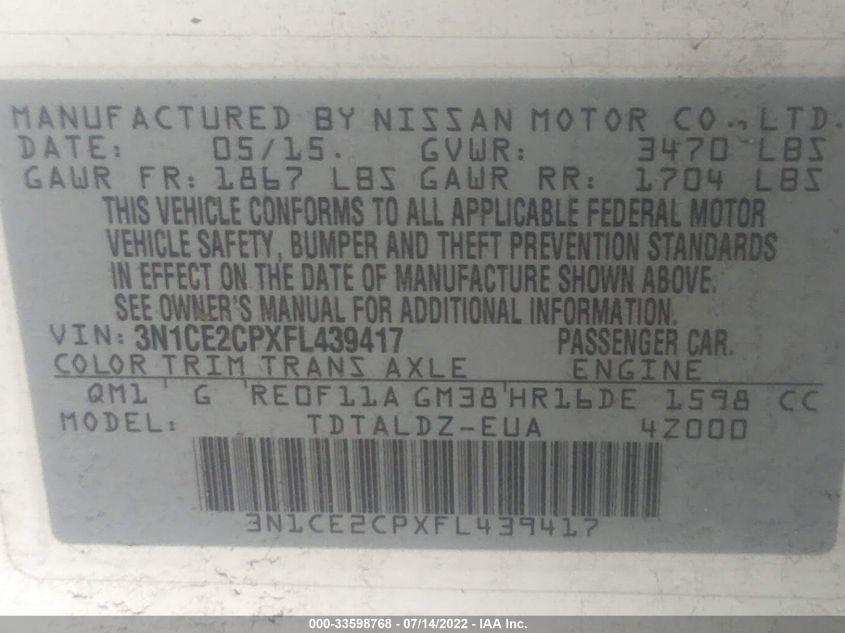 MANUFACTURED BY NISSAN MOTOR CO., LTD.
DATE: 05/15. GVWR: 3470 LBS
GAWR FR: 1867 LBS GAWR RR: 1704 LBS
THIS VEHICLE CONFORMS TO ALL APPLICABLE FEDERAL MOTOR
VEHICLE SAFETY, BUMPER AND THEFT PREVENTION STANDARDS
IN EFFECT ON THE DATE OF MANUFACTURE SHOWN ABOVE.
SEE OWNER'S MANUAL FOR ADDITIONAL INFORMATION.
VIN: 3N1CE2CPXFL439417 PASSENGER CAR.
COLOR TRIM TRANS AXLE ENGINE
QM1 ' G RE0F11A GM38 ' HR16DE 1598 CC
MODEL: TDTALDZ-EUA 4Z000
3N1CE2CPXFL439417
000-33598768 - 07/14/2022 - IAA Inc.